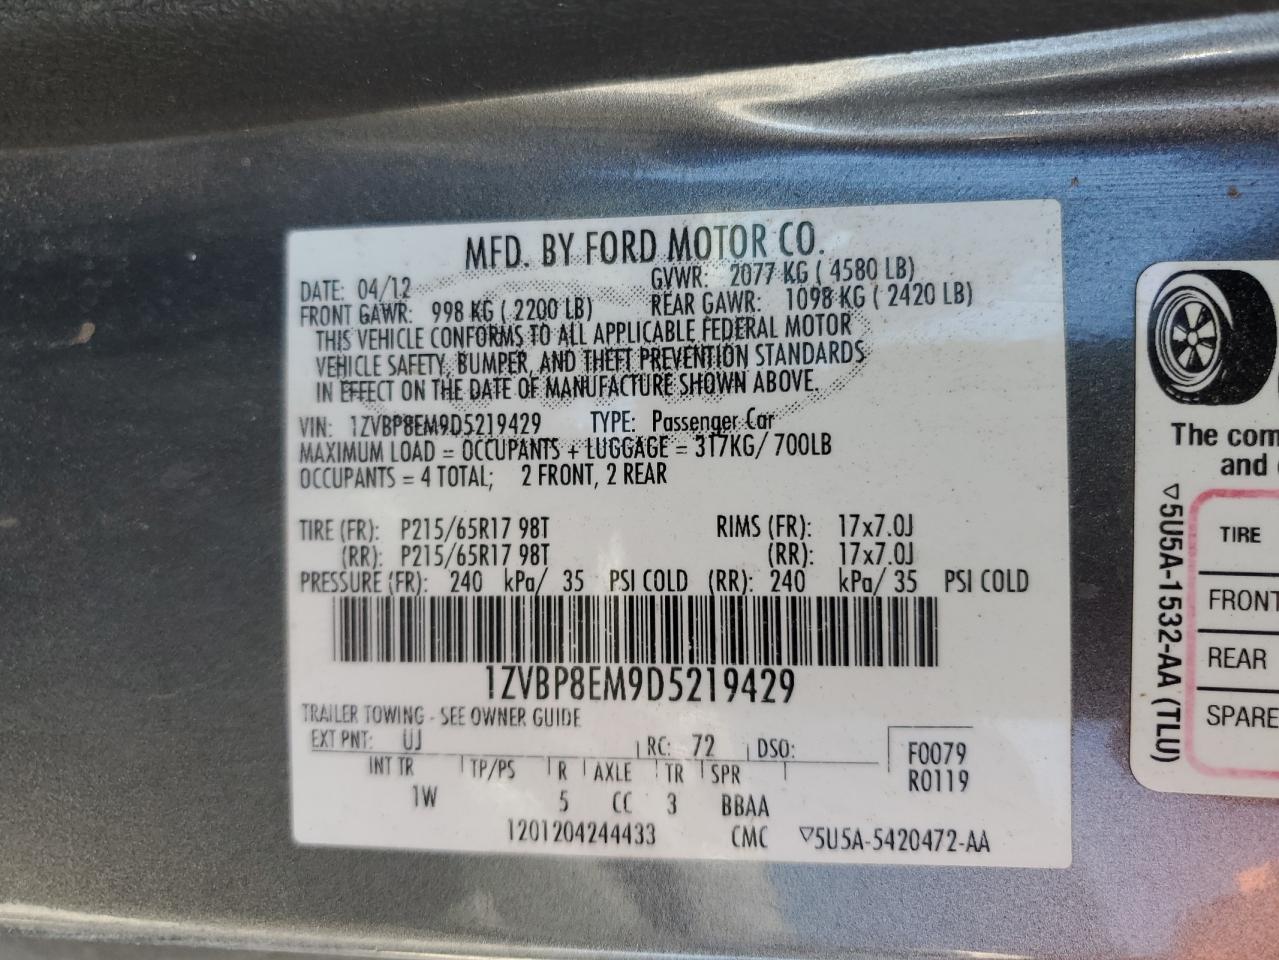 MFD. BY FORD MOTOR CO.
DATE: 04/12 GVWR: 2077 KG ( 4580 LB)
FRONT GAWR: 998 KG ( 2200 LB) REAR GAWR: 1098 KG ( 2420 LB)
THIS VEHICLE CONFORMS TO ALL APPLICABLE FEDERAL MOTOR
VEHICLE SAFETY, BUMPER, AND THEFT PREVENTION STANDARDS
IN EFFECT ON THE DATE OF MANUFACTURE SHOWN ABOVE.
VIN: 1ZVBP8EM9D5219429 TYPE: Passenger Car
MAXIMUM LOAD = OCCUPANTS + LUGGAGE = 317KG/ 700LB
OCCUPANTS = 4 TOTAL; 2 FRONT, 2 REAR
TIRE (FR): P215/65R17 98T RIMS (FR): 17x7.0J
(RR): P215/65R17 98T (RR): 17x7.0J
PRESSURE (FR): 240 kPa/ 35 PSI COLD (RR): 240 kPa/ 35 PSI COLD
1ZVBP8EM9D5219429
TRAILER TOWING - SEE OWNER GUIDE
EXT PNT: UJ RC: 72 DSO: F0079
INT TR TP/PS R AXLE TR SPR R0119
1W 5 CC 3 BBAA
1201204244433 CMC ▽5U5A-5420472-AA
The com
and
▽5U5A-1532-AA (TLU)
TIRE
FRONT
REAR
SPARE